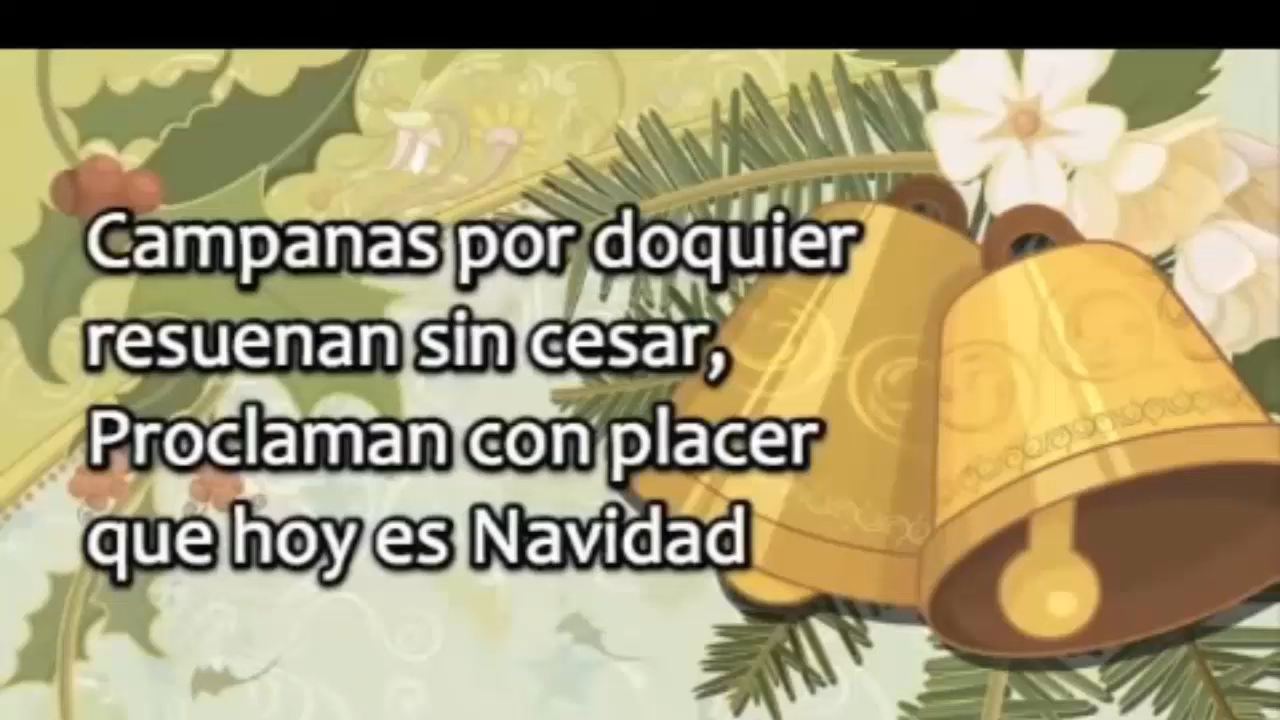 Campanas por doquier
resuenan sin cesar,
Proclaman con placer
que hoy es Navidad